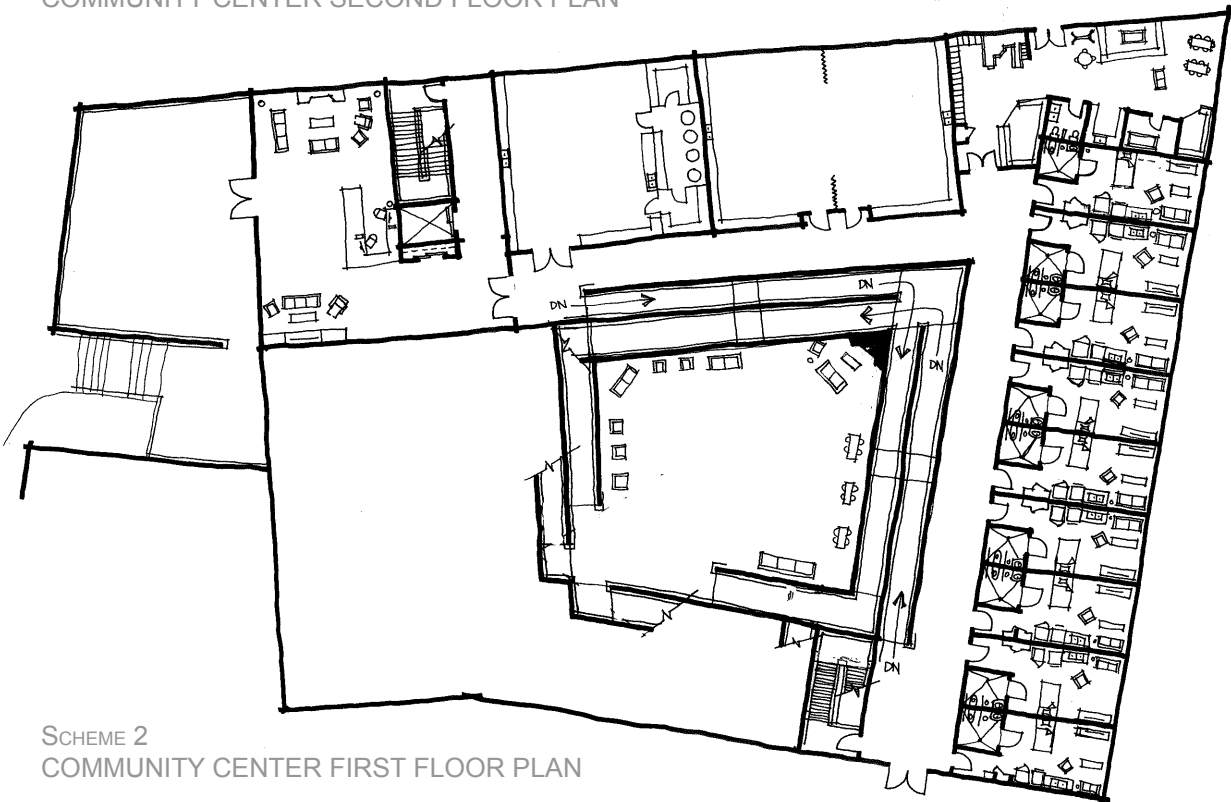 COMMUNITY CENTER SECOND FLOOR PLAN
DN
DN
DN
DN
SCHEME 2
COMMUNITY CENTER FIRST FLOOR PLAN